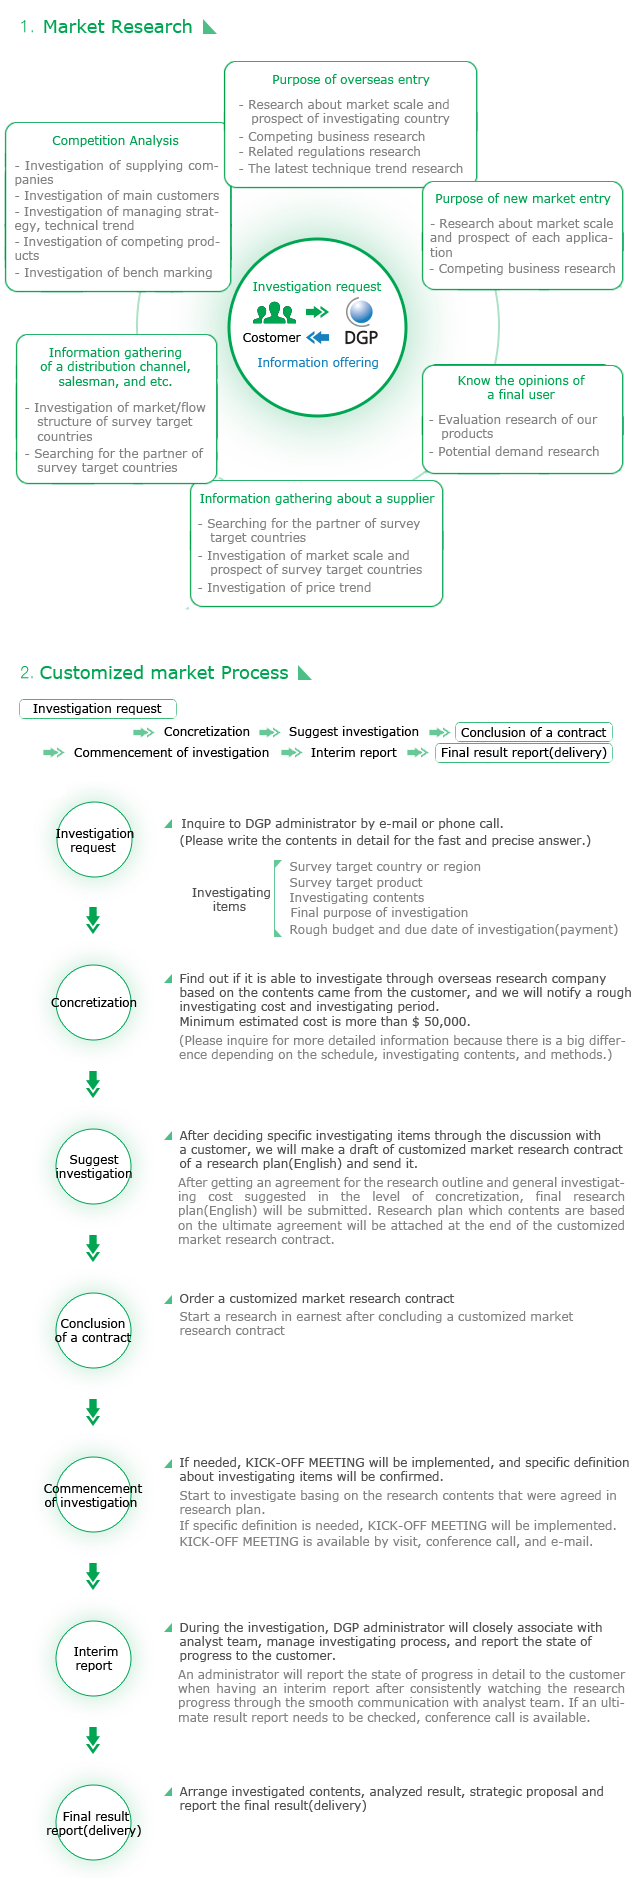 1. Market Research
Purpose of overseas entry
- Research about market scale and
prospect of investigating country
- Competing business research
- Related regulations research
- The latest technique trend research
Competition Analysis
- Investigation of supplying com-
panies
- Investigation of main customers
- Investigation of managing strat-
egy, technical trend
- Investigation of competing prod-
ucts
- Investigation of bench marking
Purpose of new market entry
- Research about market scale
and prospect of each applica-
tion
- Competing business research
Investigation request
Costomer
DGP
Information offering
Information gathering
of a distribution channel,
salesman, and etc.
- Investigation of market/flow
structure of survey target
countries
- Searching for the partner of
survey target countries
Know the opinions of
a final user
- Evaluation research of our
products
- Potential demand research
Information gathering about a supplier
- Searching for the partner of survey
target countries
- Investigation of market scale and
prospect of survey target countries
- Investigation of price trend
2. Customized market Process
Investigation request
Concretization
Suggest investigation
Conclusion of a contract
Commencement of investigation
Interim report
Final result report(delivery)
Investigation
request
Inquire to DGP administrator by e-mail or phone call.
(Please write the contents in detail for the fast and precise answer.)
Investigating
items
Survey target country or region
Survey target product
Investigating contents
Final purpose of investigation
Rough budget and due date of investigation(payment)
Concretization
Find out if it is able to investigate through overseas research company
based on the contents came from the customer, and we will notify a rough
investigating cost and investigating period.
Minimum estimated cost is more than $ 50,000.
(Please inquire for more detailed information because there is a big differ-
ence depending on the schedule, investigating contents, and methods.)
Suggest
investigation
After deciding specific investigating items through the discussion with
a customer, we will make a draft of customized market research contract
of a research plan(English) and send it.
After getting an agreement for the research outline and general investigat-
ing cost suggested in the level of concretization, final research
plan(English) will be submitted. Research plan which contents are based
on the ultimate agreement will be attached at the end of the customized
market research contract.
Conclusion
of a contract
Order a customized market research contract
Start a research in earnest after concluding a customized market
research contract
Commencement
of investigation
If needed, KICK-OFF MEETING will be implemented, and specific definition
about investigating items will be confirmed.
Start to investigate basing on the research contents that were agreed in
research plan.
If specific definition is needed, KICK-OFF MEETING will be implemented.
KICK-OFF MEETING is available by visit, conference call, and e-mail.
Interim
report
During the investigation, DGP administrator will closely associate with
analyst team, manage investigating process, and report the state of
progress to the customer.
An administrator will report the state of progress in detail to the customer
when having an interim report after consistently watching the research
progress through the smooth communication with analyst team. If an ulti-
mate result report needs to be checked, conference call is available.
Final result
report(delivery)
Arrange investigated contents, analyzed result, strategic proposal and
report the final result(delivery)